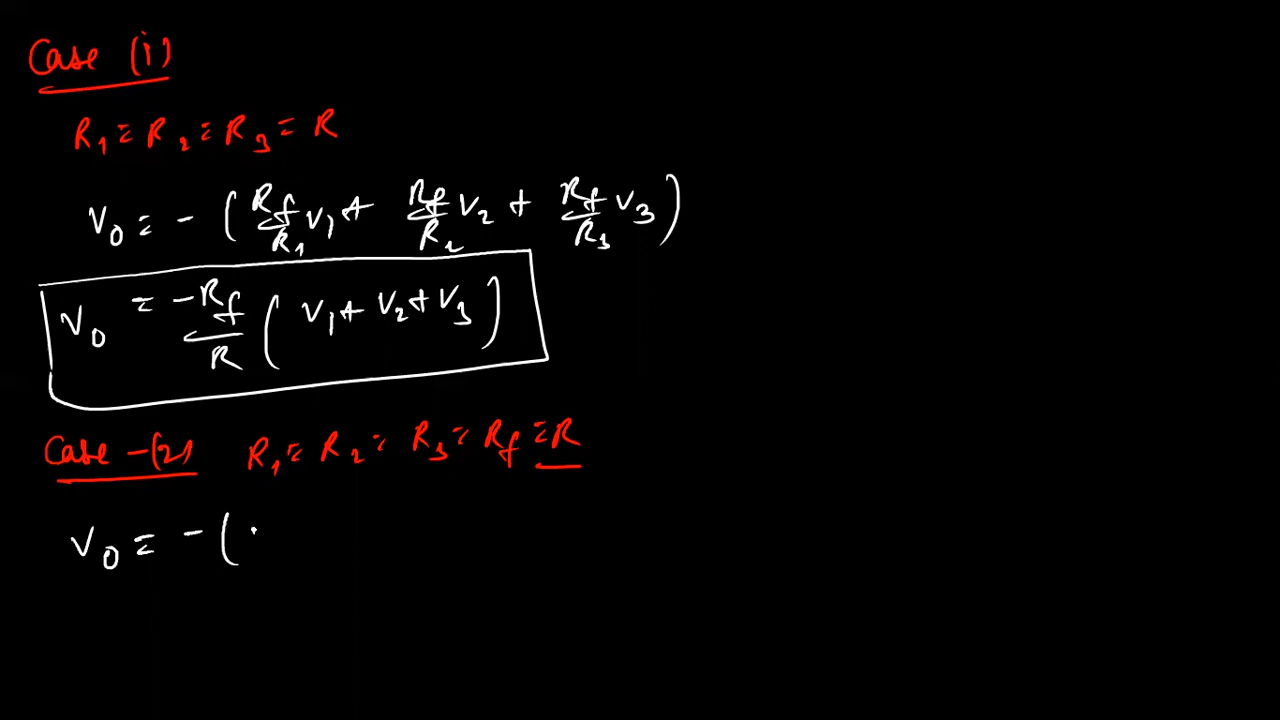 Case (i)
R₁ = R₂ = R₃ = R
V₀ = - (Rf/R₁ V₁ + Rf/R₂ V₂ + Rf/R₃ V₃)
V₀ = -Rf/R (V₁ + V₂ + V₃)
Case - (2) R₁ = R₂ = R₃ = Rf = R
V₀ = - (